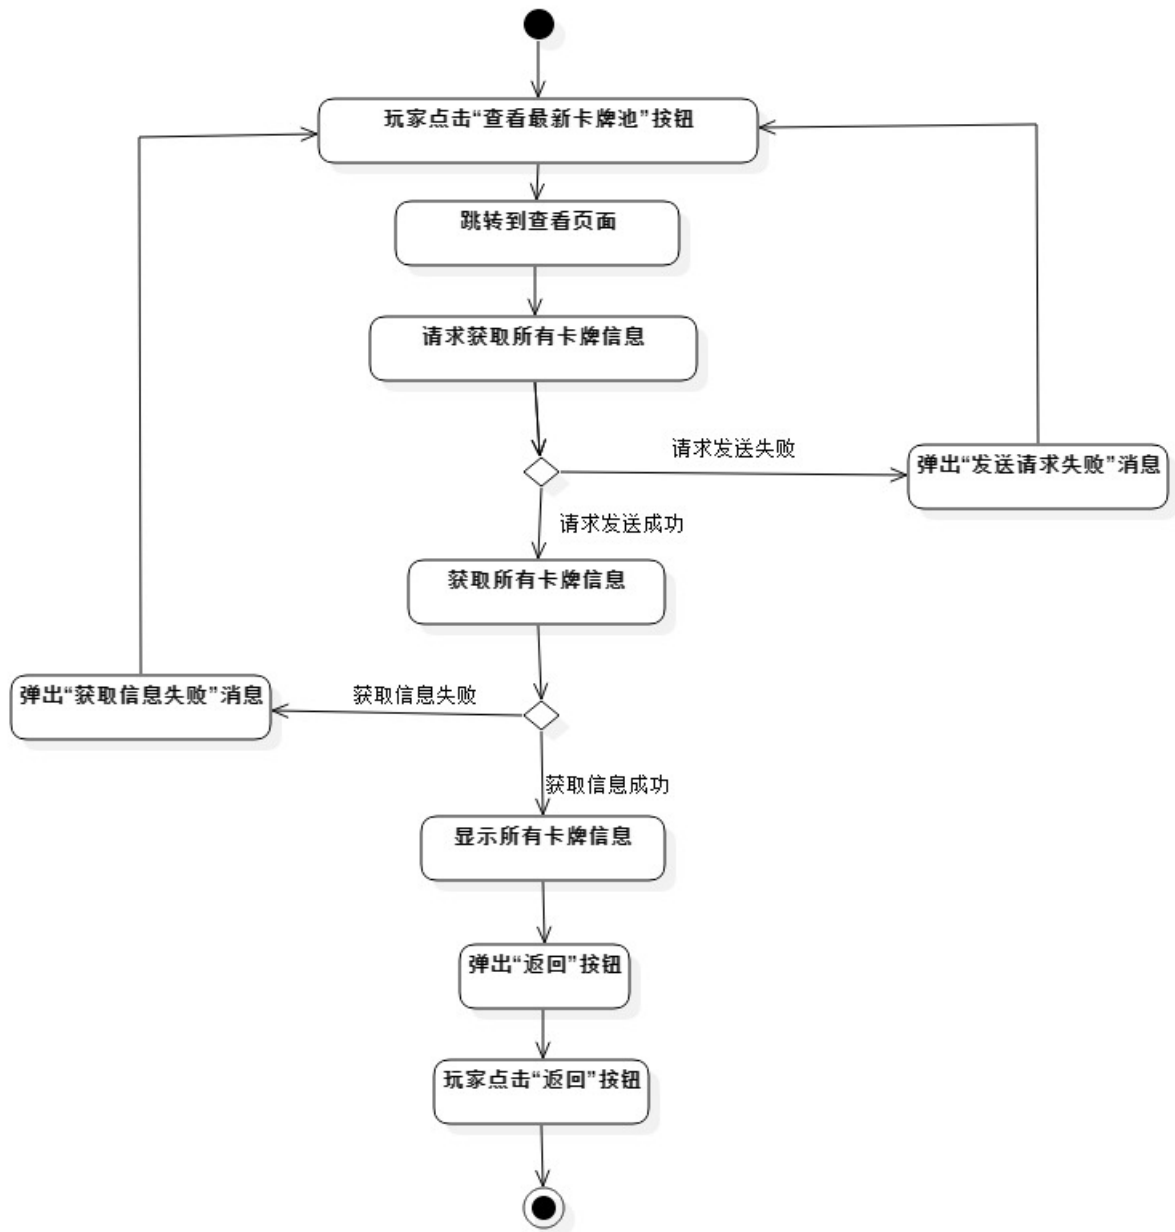 玩家点击“查看最新卡牌池”按钮
跳转到查看页面
请求获取所有卡牌信息
请求发送失败
弹出“发送请求失败”消息
请求发送成功
获取所有卡牌信息
弹出“获取信息失败”消息
获取信息失败
获取信息成功
显示所有卡牌信息
弹出“返回”按钮
玩家点击“返回”按钮